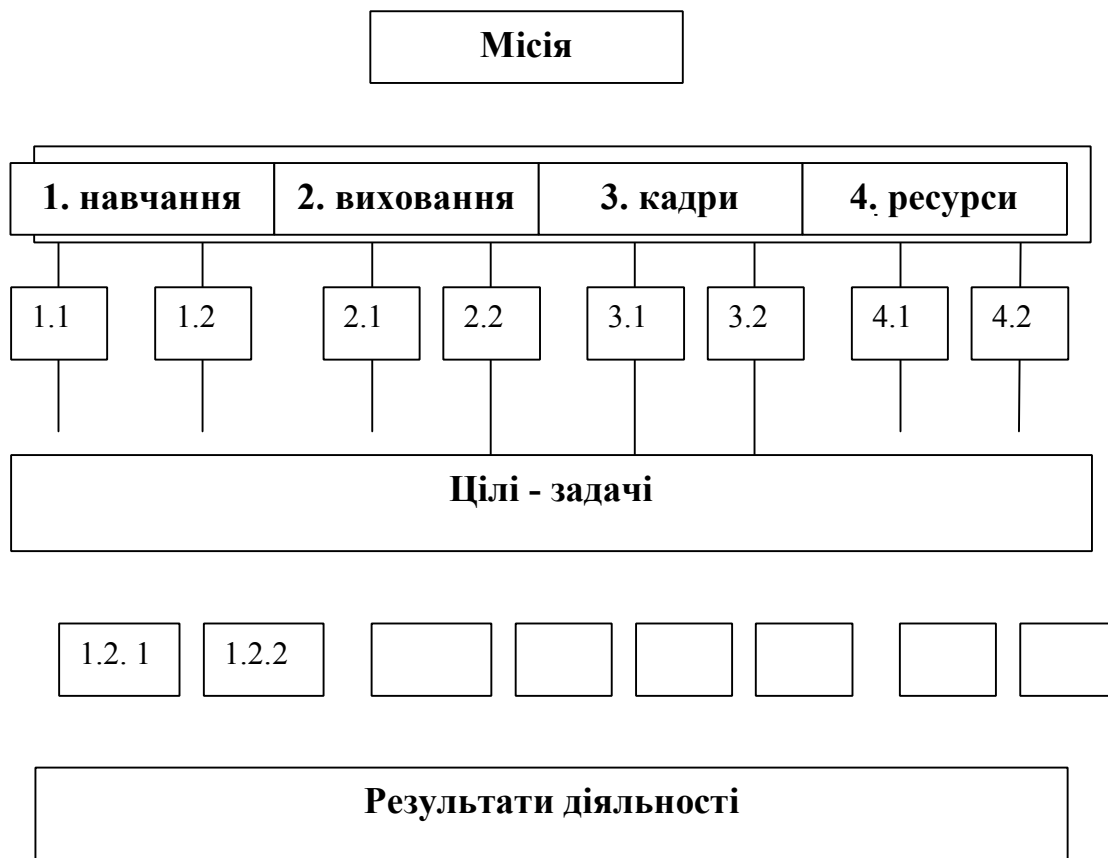 Місія
1. навчання 2. виховання 3. кадри 4. ресурси
1.1 1.2 2.1 2.2 3.1 3.2 4.1 4.2
Цілі - задачі
1.2. 1 1.2.2
Результати діяльності